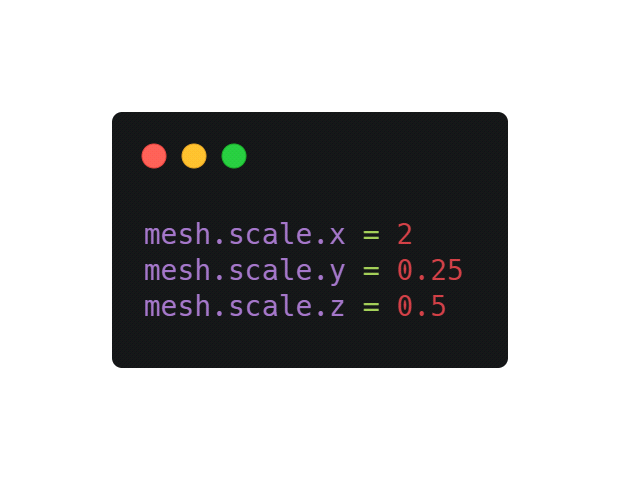 mesh.scale.x = 2
mesh.scale.y = 0.25
mesh.scale.z = 0.5